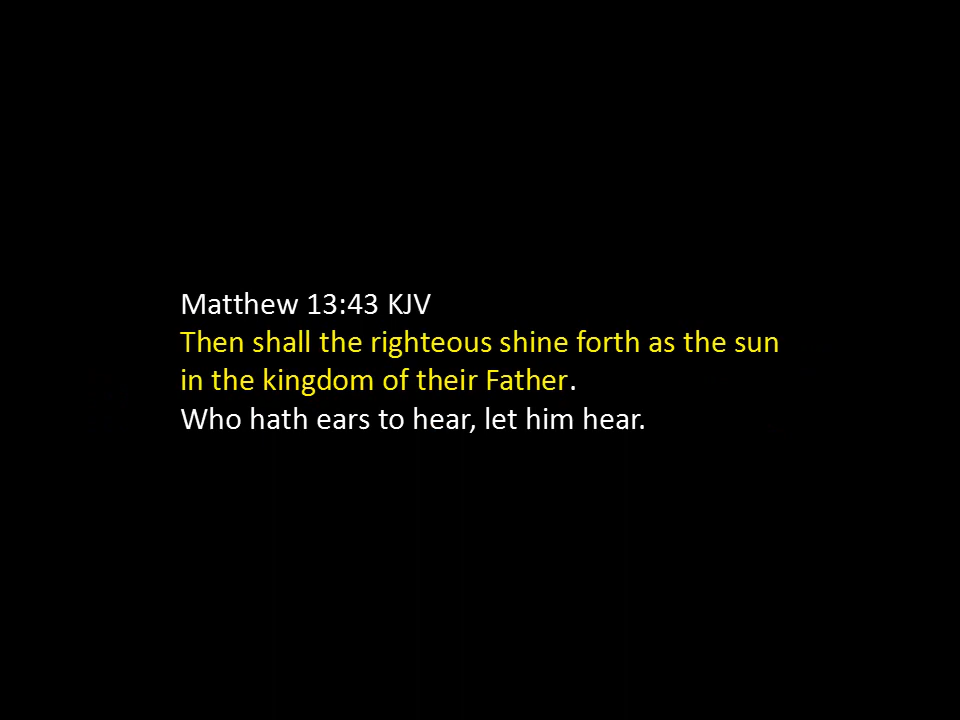 Matthew 13:43 KJV
Then shall the righteous shine forth as the sun
in the kingdom of their Father.
Who hath ears to hear, let him hear.